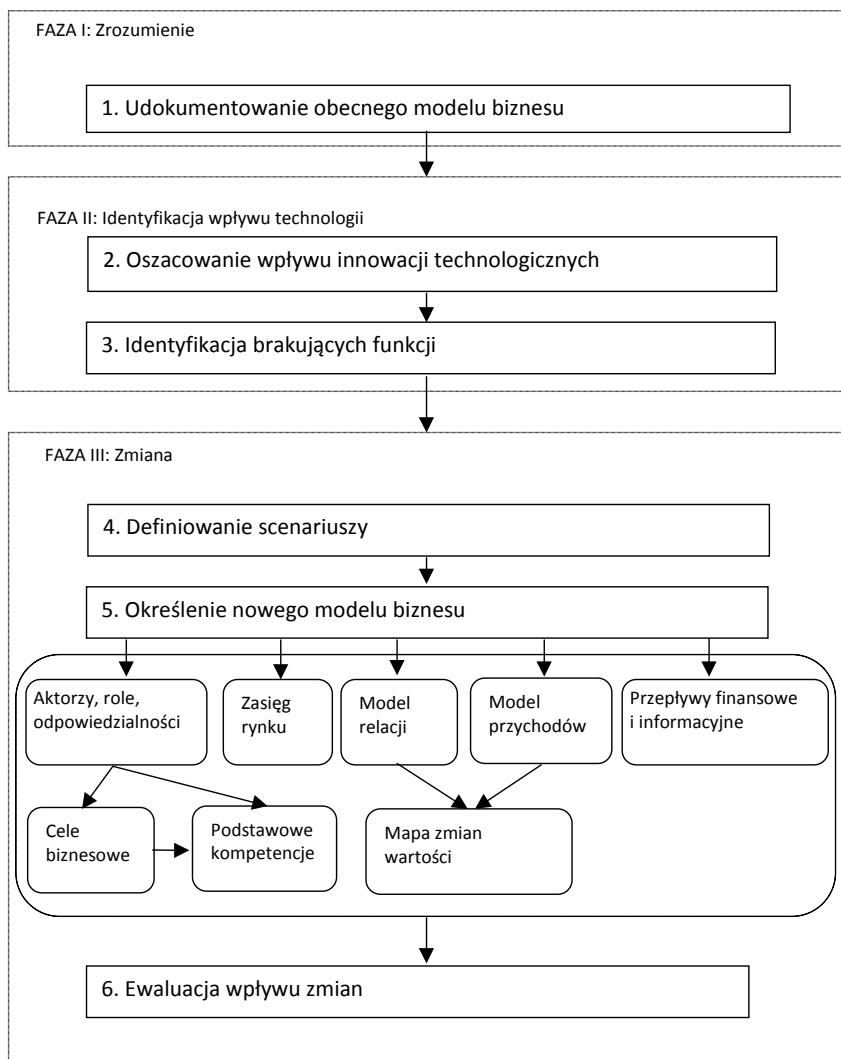 FAZA I: Zrozumienie
1. Udokumentowanie obecnego modelu biznesu
FAZA II: Identyfikacja wpływu technologii
2. Oszacowanie wpływu innowacji technologicznych
3. Identyfikacja brakujących funkcji
FAZA III: Zmiana
4. Definiowanie scenariuszy
5. Określenie nowego modelu biznesu
Aktorzy, role,
odpowiedzialności
Zasięg
rynku
Model
relacji
Model
przychodów
Przepływy finansowe
i informacyjne
Cele
biznesowe
Podstawowe
kompetencje
Mapa zmian
wartości
6. Ewaluacja wpływu zmian